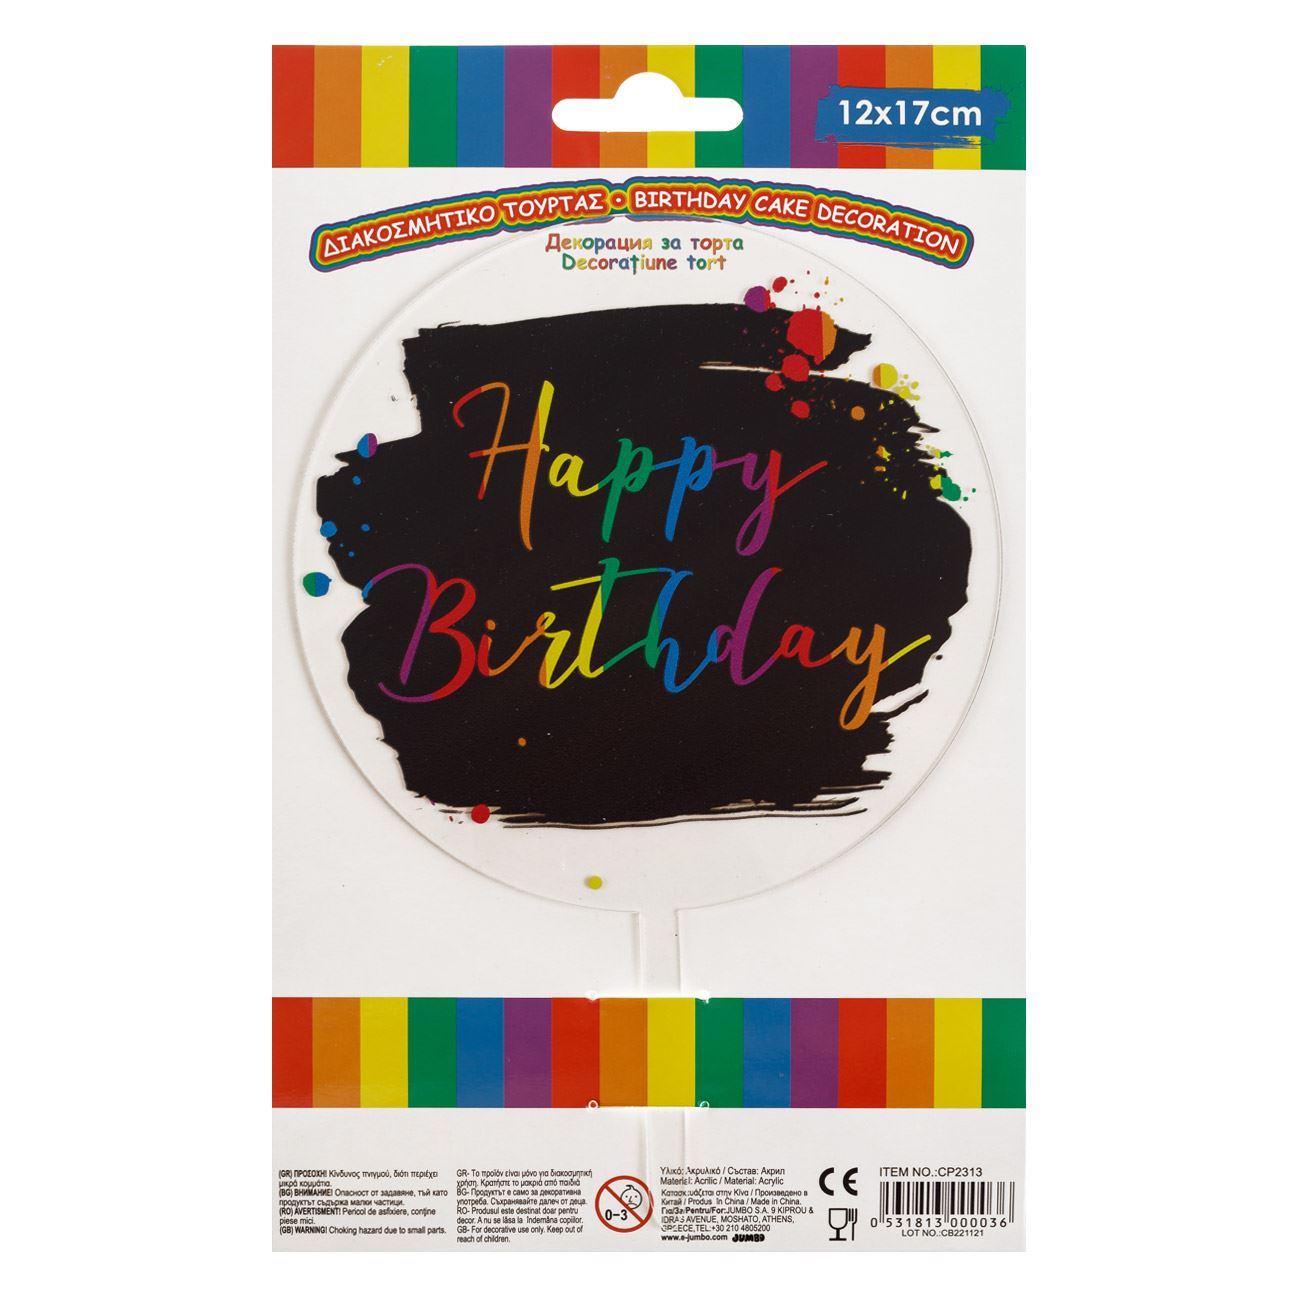 12x17cm
ΔΙΑΚΟΣΜΗΤΙΚΟ ΤΟΥΡΤΑΣ • BIRTHDAY CAKE DECORATION
Декорация за торта
Decorațiune tort
Happy
Birthday
(GR) ΠΡΟΣΟΧΗ! Κίνδυνος πνιγμού, διότι περιέχει
μικρά κομμάτια.
(BG) ВНИМАНИЕ! Опасност от задавяне, тъй като
продуктът съдържа малки частици.
(RO) AVERTISMENT! Pericol de asfixiere, conține
piese mici.
(GB) WARNING! Choking hazard due to small parts.
GR- Το προϊόν είναι μόνο για διακοσμητική
χρήση. Κρατήστε το μακριά από παιδιά
BG- Продуктът е само за декоративна
употреба. Съхранявайте далеч от деца.
RO- Produsul este destinat doar pentru
decor. A nu se lăsa la îndemâna copiilor.
GB- For decorative use only. Keep out of
reach of children.
0-3
Υλικό: Ακρυλικό / Състав: Акрил
Material: Acrilic / Material: Acrylic
Κατασκευάζεται στην Κίνα / Произведено в
Китай / Produs în China / Made in China.
Για/За/Pentru/For: JUMBO S.A. 9 KIPROU &
IDRAS AVENUE, MOSHATO, ATHENS,
GREECE, TEL:+30 210 4805200
www.e-jumbo.com JUMBO
CE
ITEM NO.:CP2313
0 531813 000036
LOT NO.:CB221121